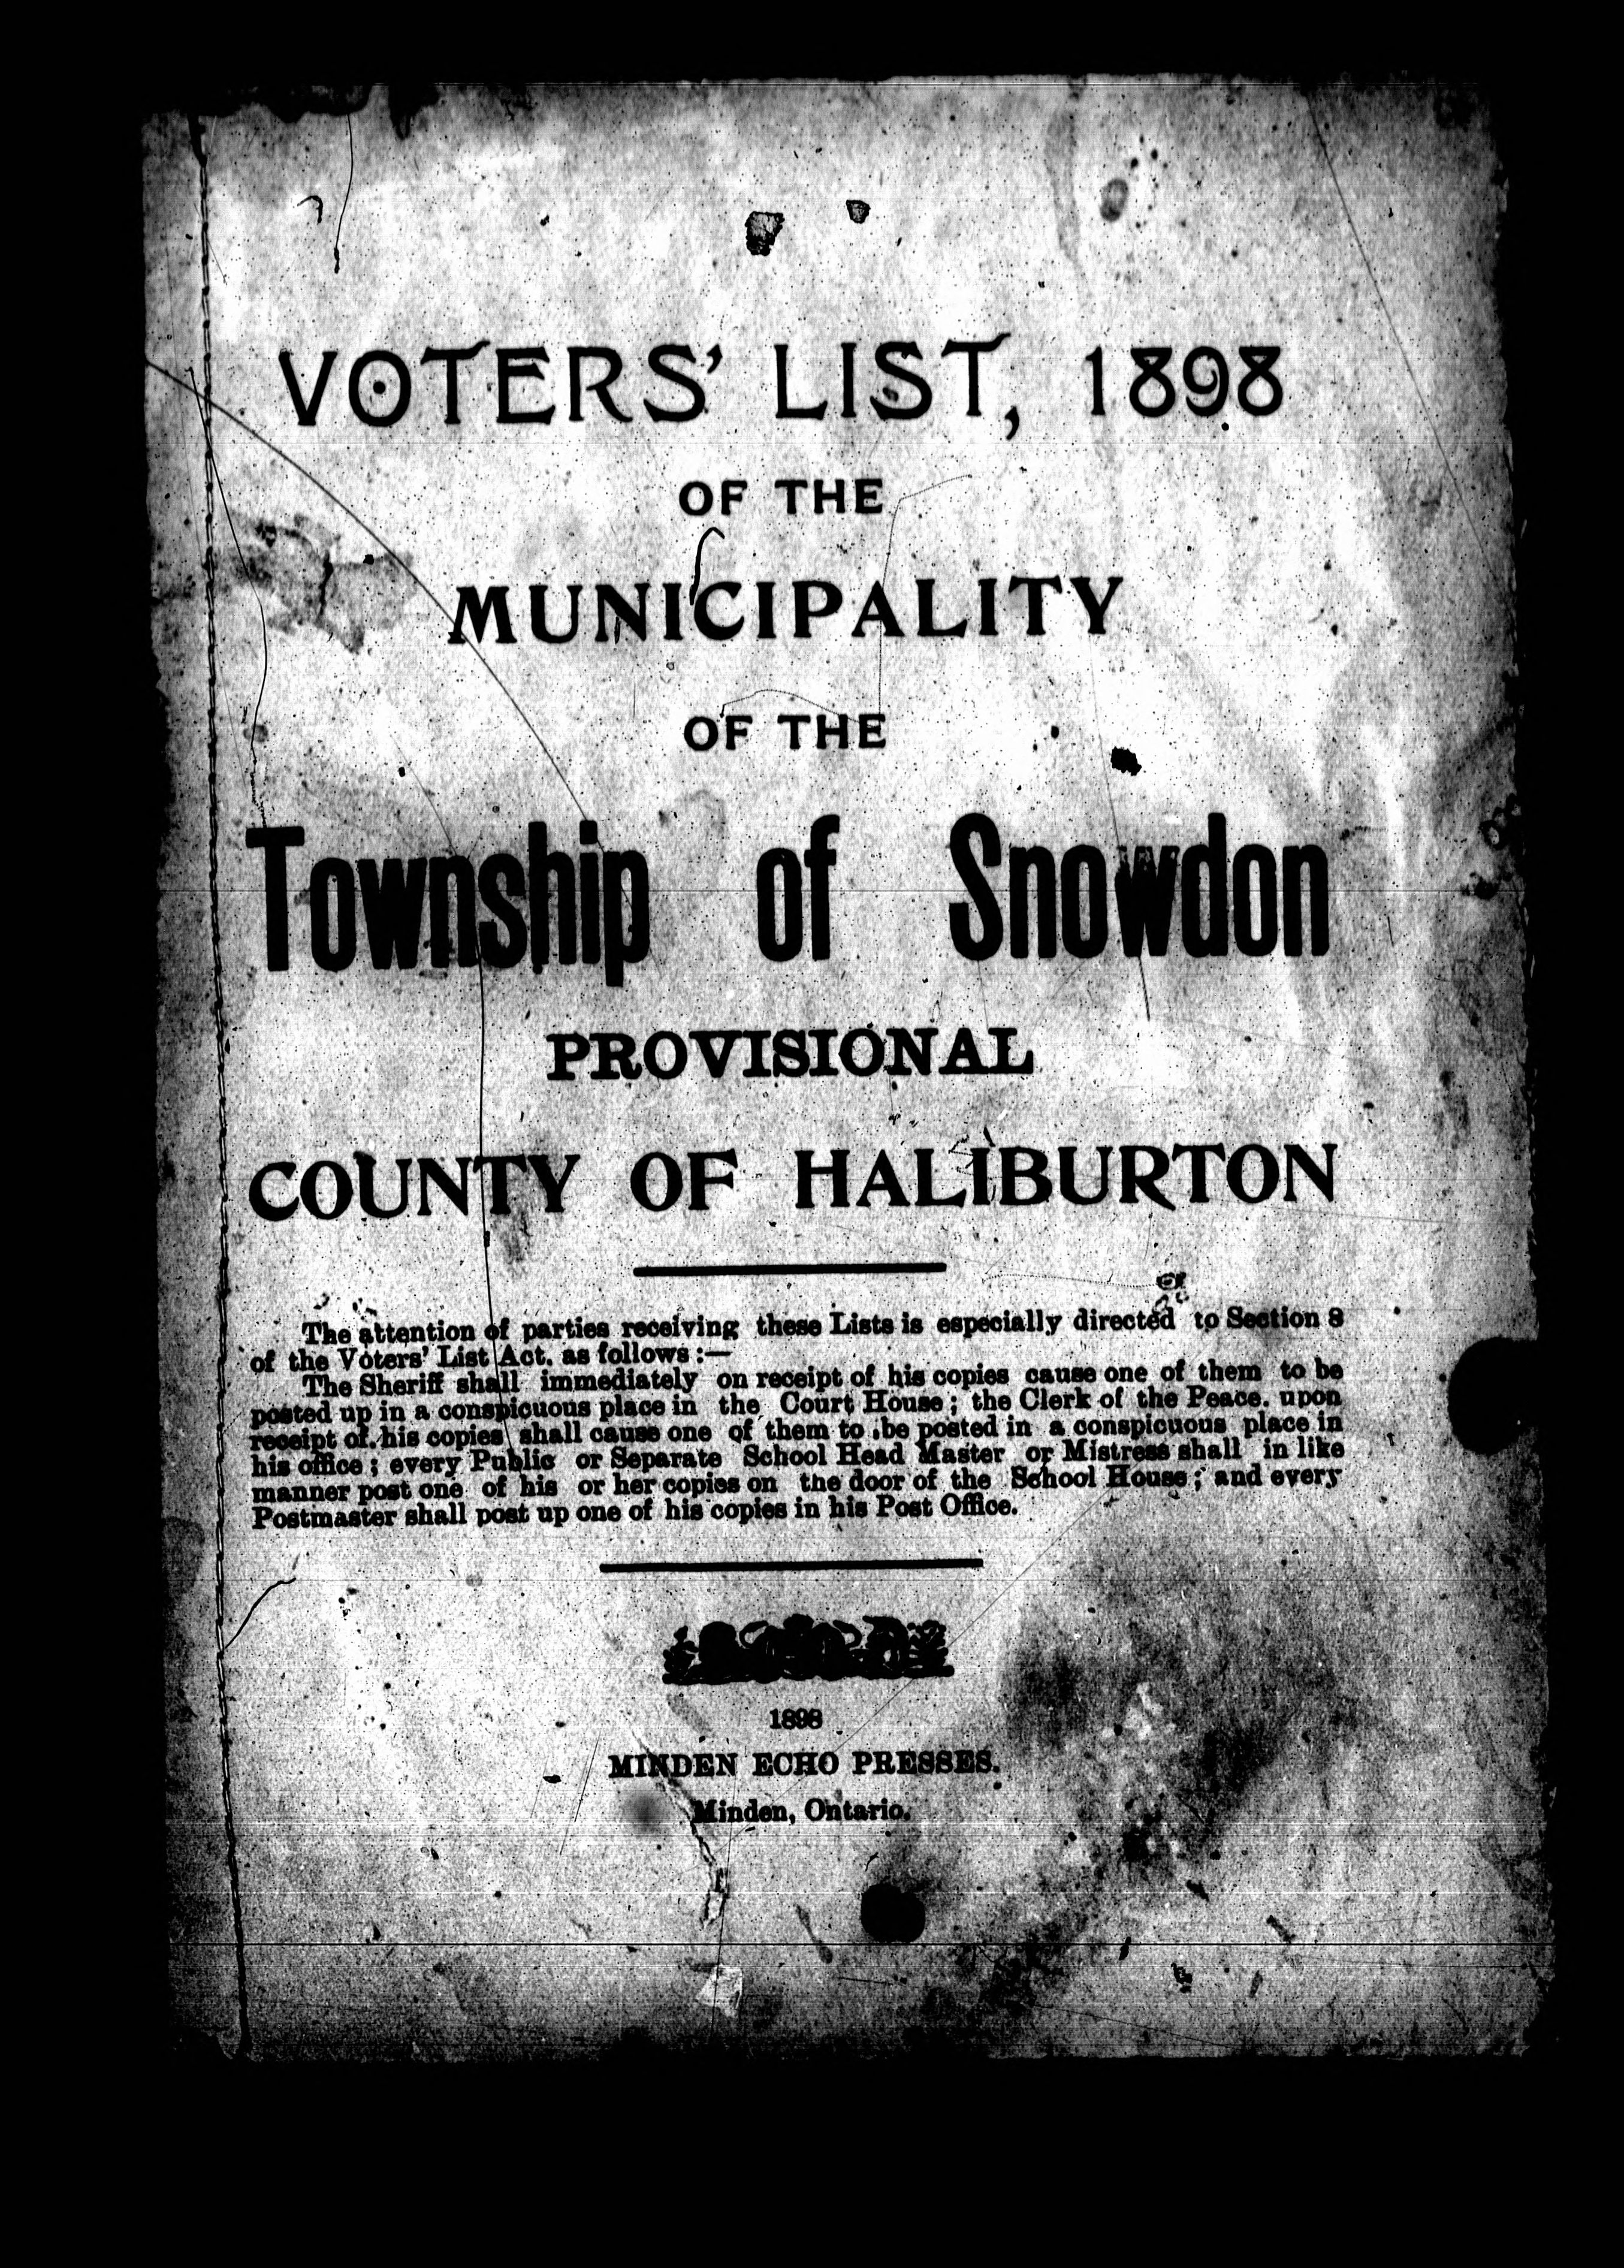 VOTERS' LIST, 1898
OF THE
MUNICIPALITY
OF THE
Township of Snowdon
PROVISIONAL
COUNTY OF HALIBURTON
The attention of parties receiving these Lists is especially directed to Section 8
of the Voters' List Act. as follows :—
The Sheriff shall immediately on receipt of his copies cause one of them to be
posted up in a conspicuous place in the Court House ; the Clerk of the Peace. upon
receipt of his copies shall cause one of them to be posted in a conspicuous place in
his office ; every Public or Separate School Head Master or Mistress shall in like
manner post one of his or her copies on the door of the School House ; and every
Postmaster shall post up one of his copies in his Post Office.
1898
MINDEN ECHO PRESSES.
Minden, Ontario.